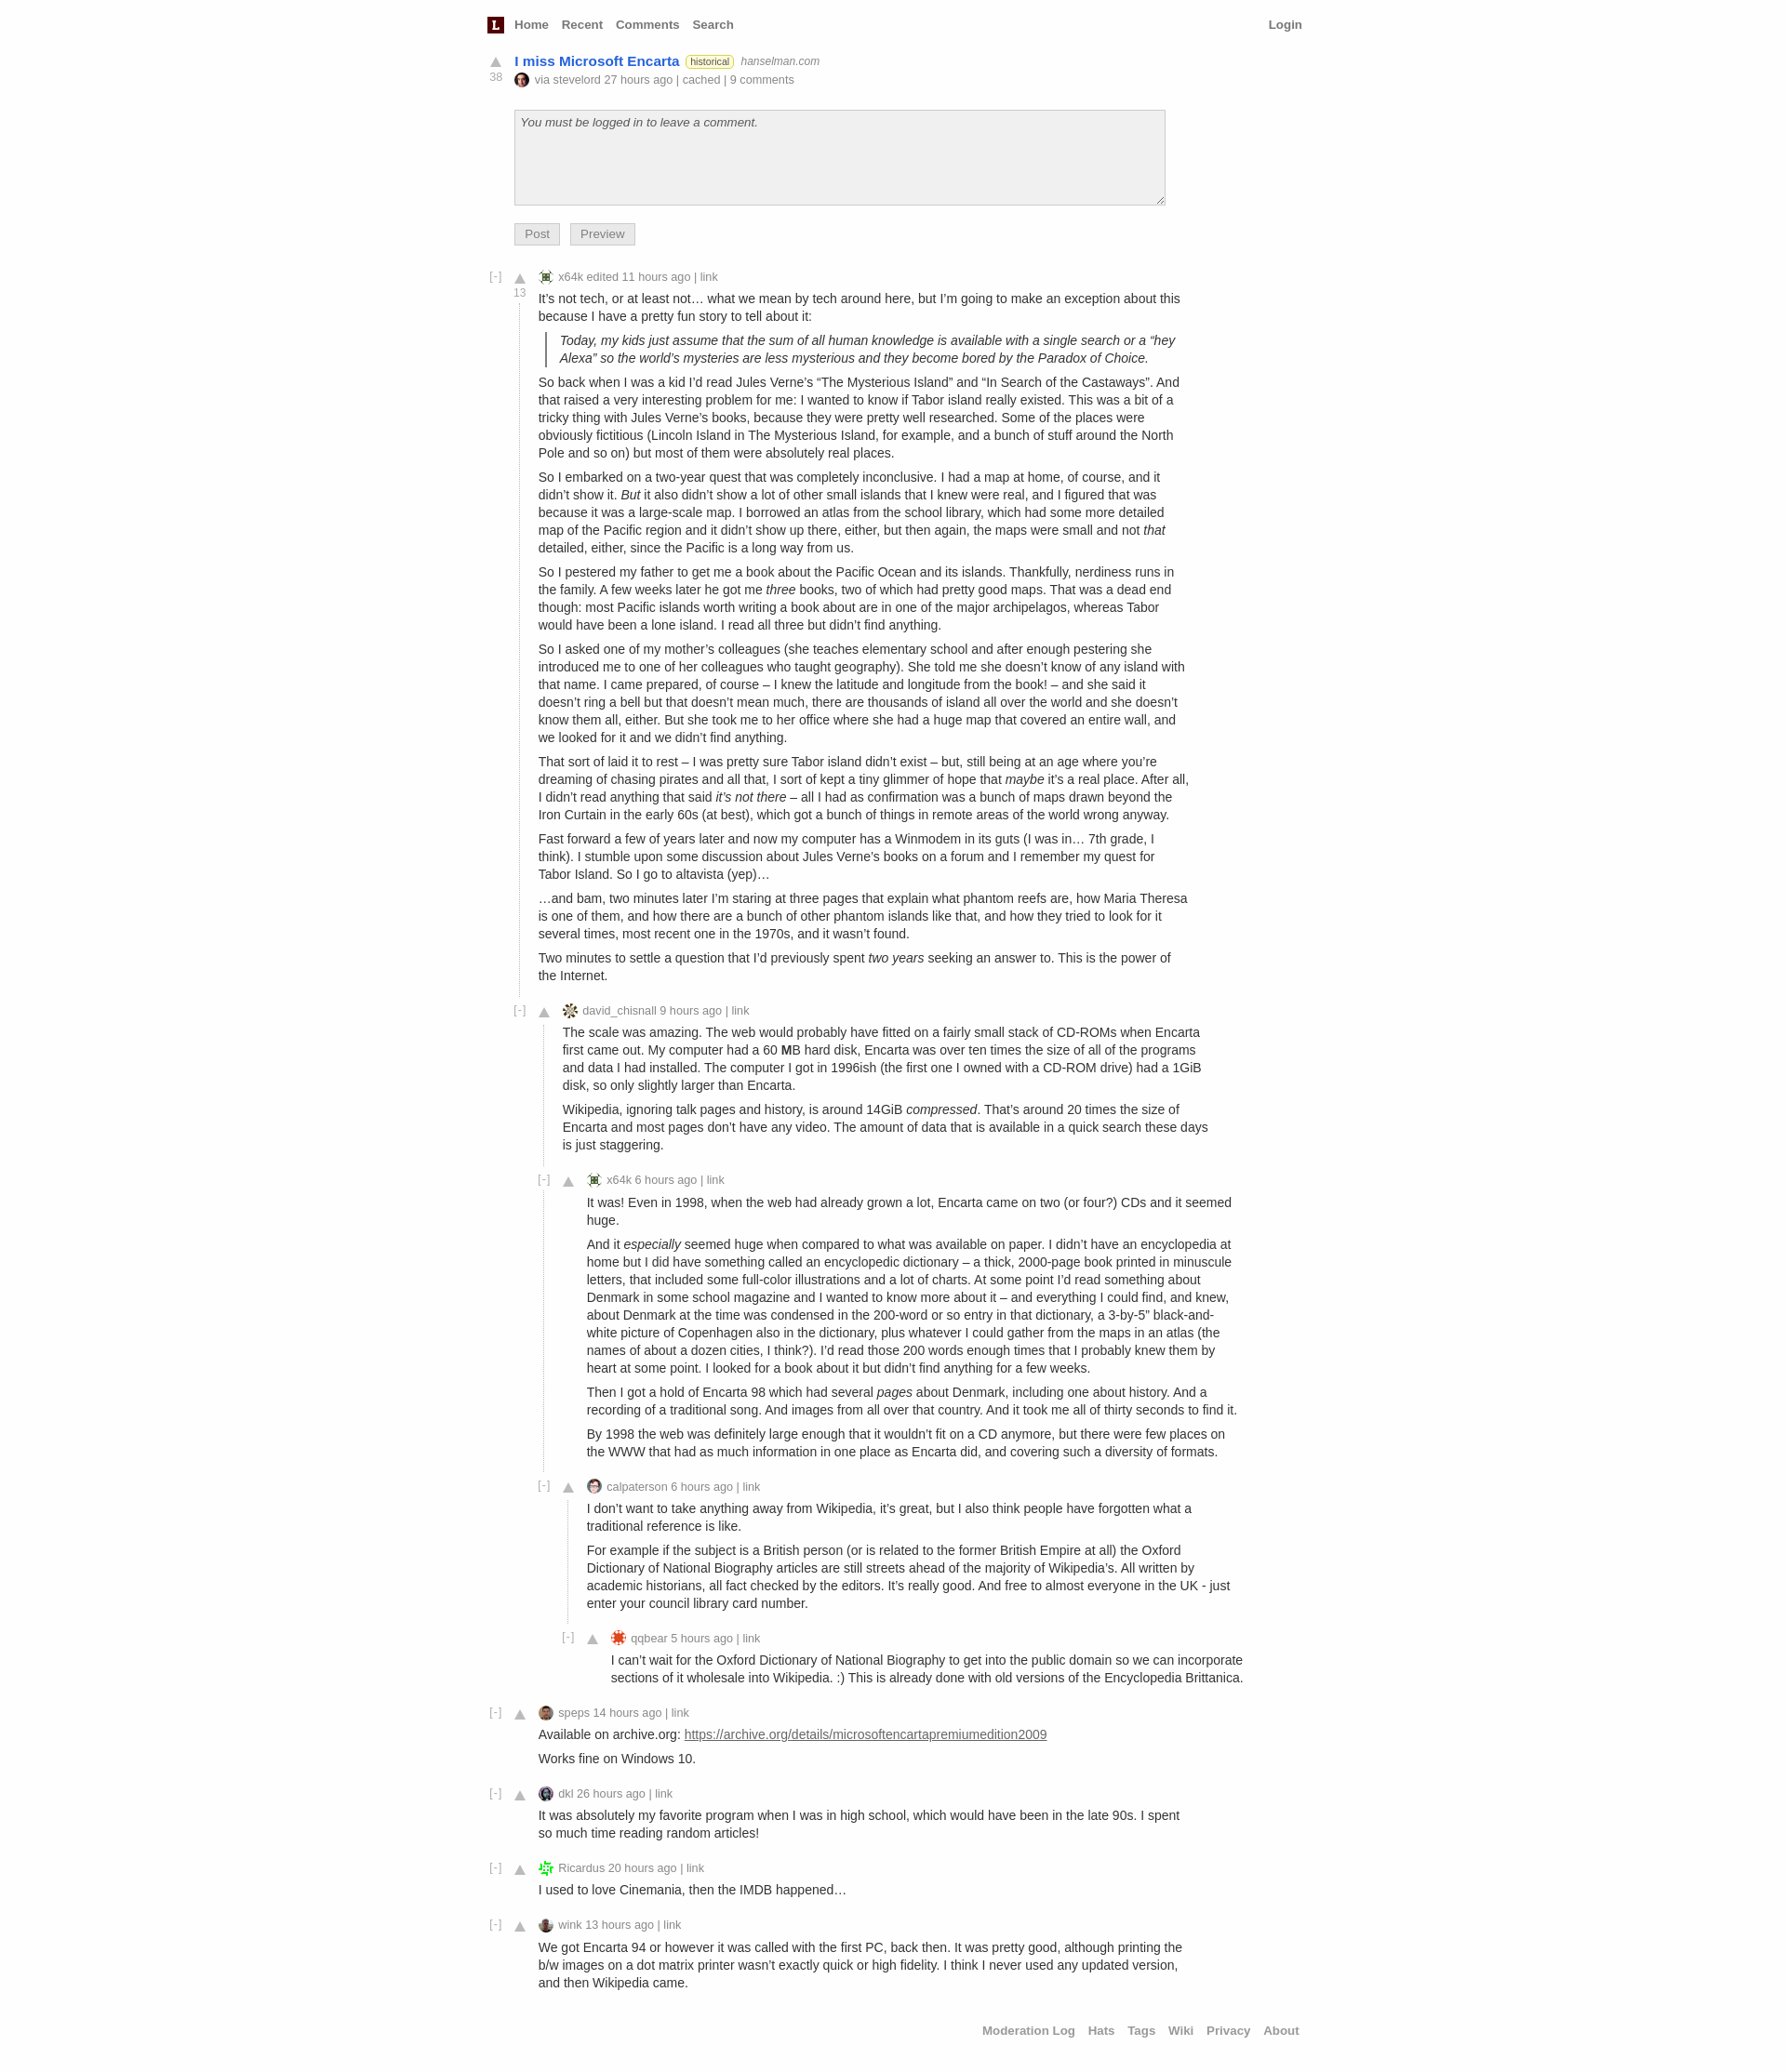 L Home Recent Comments Search Login
I miss Microsoft Encarta historical hanselman.com
38 via stevelord 27 hours ago | cached | 9 comments
You must be logged in to leave a comment.
Post Preview
[-] x64k edited 11 hours ago | link
13
It’s not tech, or at least not… what we mean by tech around here, but I’m going to make an exception about this
because I have a pretty fun story to tell about it:
Today, my kids just assume that the sum of all human knowledge is available with a single search or a “hey
Alexa” so the world’s mysteries are less mysterious and they become bored by the Paradox of Choice.
So back when I was a kid I’d read Jules Verne’s “The Mysterious Island” and “In Search of the Castaways”. And
that raised a very interesting problem for me: I wanted to know if Tabor island really existed. This was a bit of a
tricky thing with Jules Verne’s books, because they were pretty well researched. Some of the places were
obviously fictitious (Lincoln Island in The Mysterious Island, for example, and a bunch of stuff around the North
Pole and so on) but most of them were absolutely real places.
So I embarked on a two-year quest that was completely inconclusive. I had a map at home, of course, and it
didn’t show it. But it also didn’t show a lot of other small islands that I knew were real, and I figured that was
because it was a large-scale map. I borrowed an atlas from the school library, which had some more detailed
map of the Pacific region and it didn’t show up there, either, but then again, the maps were small and not that
detailed, either, since the Pacific is a long way from us.
So I pestered my father to get me a book about the Pacific Ocean and its islands. Thankfully, nerdiness runs in
the family. A few weeks later he got me three books, two of which had pretty good maps. That was a dead end
though: most Pacific islands worth writing a book about are in one of the major archipelagos, whereas Tabor
would have been a lone island. I read all three but didn’t find anything.
So I asked one of my mother’s colleagues (she teaches elementary school and after enough pestering she
introduced me to one of her colleagues who taught geography). She told me she doesn’t know of any island with
that name. I came prepared, of course – I knew the latitude and longitude from the book! – and she said it
doesn’t ring a bell but that doesn’t mean much, there are thousands of island all over the world and she doesn’t
know them all, either. But she took me to her office where she had a huge map that covered an entire wall, and
we looked for it and we didn’t find anything.
That sort of laid it to rest – I was pretty sure Tabor island didn’t exist – but, still being at an age where you’re
dreaming of chasing pirates and all that, I sort of kept a tiny glimmer of hope that maybe it’s a real place. After all,
I didn’t read anything that said it’s not there – all I had as confirmation was a bunch of maps drawn beyond the
Iron Curtain in the early 60s (at best), which got a bunch of things in remote areas of the world wrong anyway.
Fast forward a few of years later and now my computer has a Winmodem in its guts (I was in… 7th grade, I
think). I stumble upon some discussion about Jules Verne’s books on a forum and I remember my quest for
Tabor Island. So I go to altavista (yep)…
…and bam, two minutes later I’m staring at three pages that explain what phantom reefs are, how Maria Theresa
is one of them, and how there are a bunch of other phantom islands like that, and how they tried to look for it
several times, most recent one in the 1970s, and it wasn’t found.
Two minutes to settle a question that I’d previously spent two years seeking an answer to. This is the power of
the Internet.
[-] david_chisnall 9 hours ago | link
The scale was amazing. The web would probably have fitted on a fairly small stack of CD-ROMs when Encarta
first came out. My computer had a 60 MB hard disk, Encarta was over ten times the size of all of the programs
and data I had installed. The computer I got in 1996ish (the first one I owned with a CD-ROM drive) had a 1GiB
disk, so only slightly larger than Encarta.
Wikipedia, ignoring talk pages and history, is around 14GiB compressed. That’s around 20 times the size of
Encarta and most pages don’t have any video. The amount of data that is available in a quick search these days
is just staggering.
[-] x64k 6 hours ago | link
It was! Even in 1998, when the web had already grown a lot, Encarta came on two (or four?) CDs and it seemed
huge.
And it especially seemed huge when compared to what was available on paper. I didn’t have an encyclopedia at
home but I did have something called an encyclopedic dictionary – a thick, 2000-page book printed in minuscule
letters, that included some full-color illustrations and a lot of charts. At some point I’d read something about
Denmark in some school magazine and I wanted to know more about it – and everything I could find, and knew,
about Denmark at the time was condensed in the 200-word or so entry in that dictionary, a 3-by-5” black-and-
white picture of Copenhagen also in the dictionary, plus whatever I could gather from the maps in an atlas (the
names of about a dozen cities, I think?). I’d read those 200 words enough times that I probably knew them by
heart at some point. I looked for a book about it but didn’t find anything for a few weeks.
Then I got a hold of Encarta 98 which had several pages about Denmark, including one about history. And a
recording of a traditional song. And images from all over that country. And it took me all of thirty seconds to find it.
By 1998 the web was definitely large enough that it wouldn’t fit on a CD anymore, but there were few places on
the WWW that had as much information in one place as Encarta did, and covering such a diversity of formats.
[-] calpaterson 6 hours ago | link
I don’t want to take anything away from Wikipedia, it’s great, but I also think people have forgotten what a
traditional reference is like.
For example if the subject is a British person (or is related to the former British Empire at all) the Oxford
Dictionary of National Biography articles are still streets ahead of the majority of Wikipedia’s. All written by
academic historians, all fact checked by the editors. It’s really good. And free to almost everyone in the UK - just
enter your council library card number.
[-] qqbear 5 hours ago | link
I can’t wait for the Oxford Dictionary of National Biography to get into the public domain so we can incorporate
sections of it wholesale into Wikipedia. :) This is already done with old versions of the Encyclopedia Brittanica.
[-] speps 14 hours ago | link
Available on archive.org: https://archive.org/details/microsoftencartapremiumedition2009
Works fine on Windows 10.
[-] dkl 26 hours ago | link
It was absolutely my favorite program when I was in high school, which would have been in the late 90s. I spent
so much time reading random articles!
[-] Ricardus 20 hours ago | link
I used to love Cinemania, then the IMDB happened…
[-] wink 13 hours ago | link
We got Encarta 94 or however it was called with the first PC, back then. It was pretty good, although printing the
b/w images on a dot matrix printer wasn’t exactly quick or high fidelity. I think I never used any updated version,
and then Wikipedia came.
Moderation Log Hats Tags Wiki Privacy About